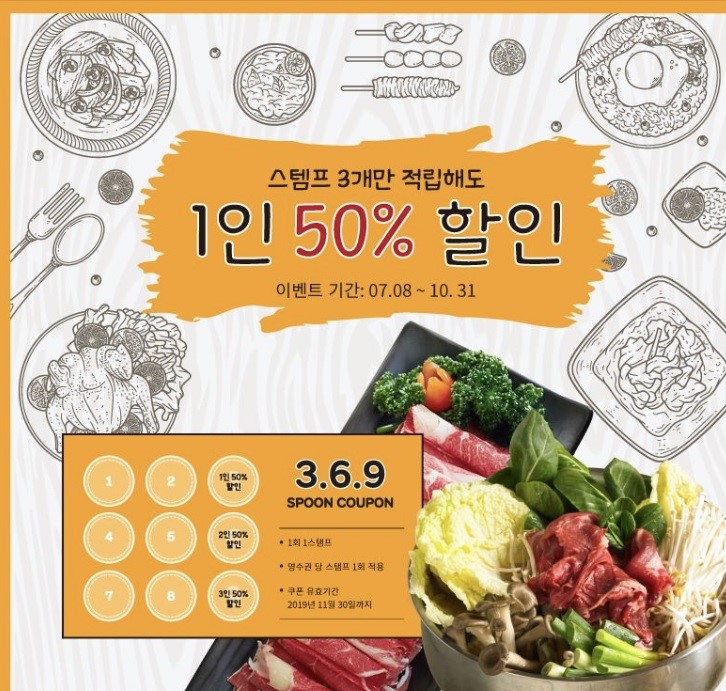 스템프 3개만 적립해도
1인 50% 할인
이벤트 기간: 07.08 ~ 10. 31
3.6.9
SPOON COUPON
1 2 1인 50% 할인
4 5 2인 50% 할인
7 8 3인 50% 할인
• 1회 1스탬프
• 영수권 당 스탬프 1회 적용
• 쿠폰 유효기간
2019년 11월 30일까지